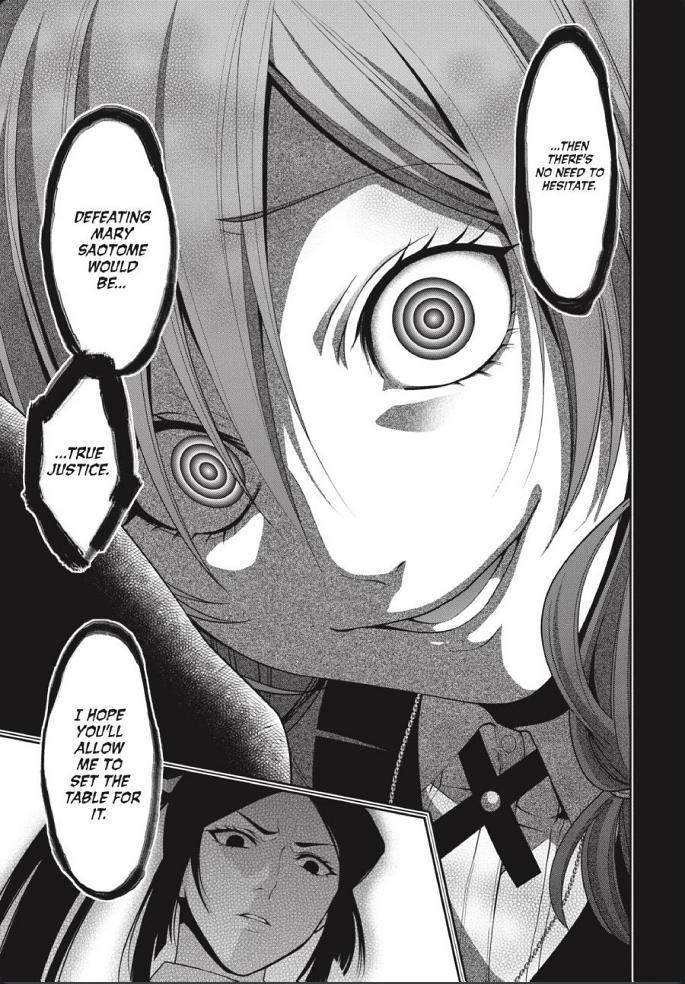 ...THEN
THERE'S
NO NEED TO
HESITATE.
DEFEATING
MARY
SAOTOME
WOULD
BE...
...TRUE
JUSTICE.
I HOPE
YOU'LL
ALLOW
ME TO
SET THE
TABLE FOR
IT.